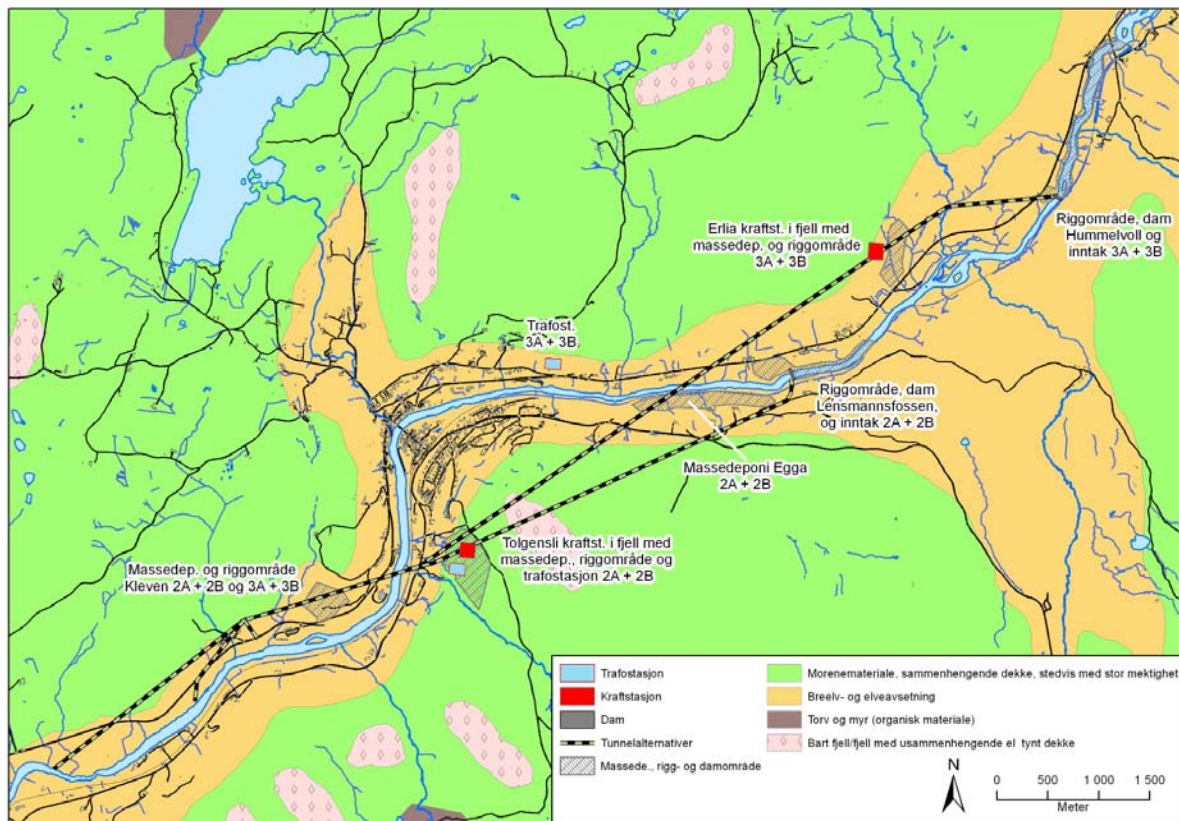 Riggområde, dam
Hummelvoll og
inntak 3A + 3B
Erlia kraftst. i fjell med
massedep, og riggområde
3A + 3B
Trafost.
3A + 3B,
Riggområde, dam
Lensmannsfossen,
og inntak 2A + 2B
Massedeponi Egga
2A + 2B
Tolgensli kraftst. i fjell med
massedep., riggområde og
trafostasjon 2A + 2B
Massedep. og riggområde
Kleven 2A + 2B og 3A + 3B
Trafostasjon
Kraftstasjon
Dam
Tunnelalternativer
Massede., rigg- og damområde
Morenemateriale, sammenhengende dekke, stedvis med stor mektighet
Breelv- og elveavsetning
Torv og myr (organisk materiale)
Bart fjell/fjell med usammenhengende el tynt dekke
N
0 500 1 000 1 500
Meter